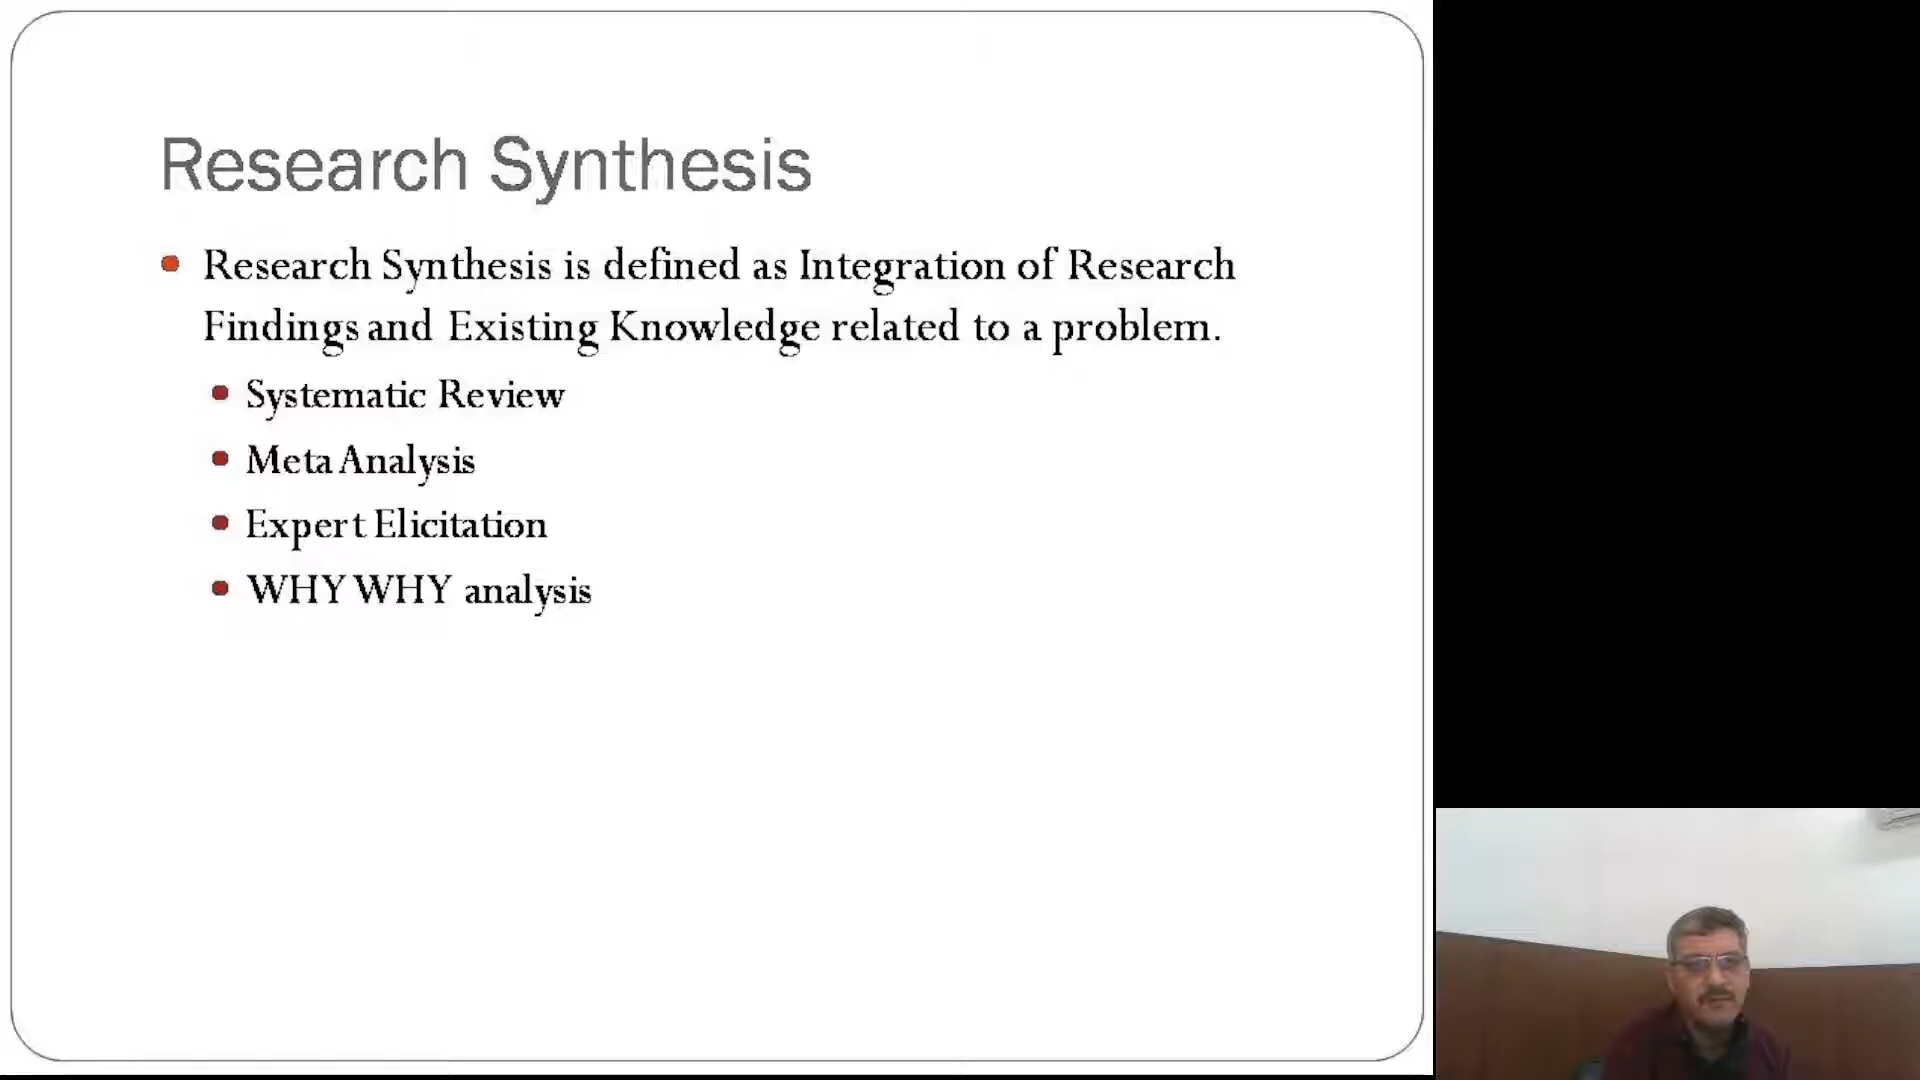 Research Synthesis
Research Synthesis is defined as Integration of Research
Findings and Existing Knowledge related to a problem.
Systematic Review
Meta Analysis
Expert Elicitation
WHY WHY analysis